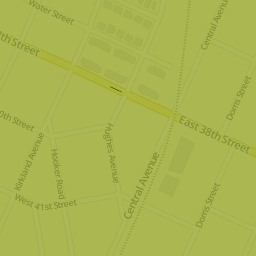 Water Street
Central Avenue
th Street
Dorris Street
0th Street
East 38th Street
Hughes Avenue
Kirkland Avenue
Hooker Road
Central Avenue
Dorris Street
West 41st Street